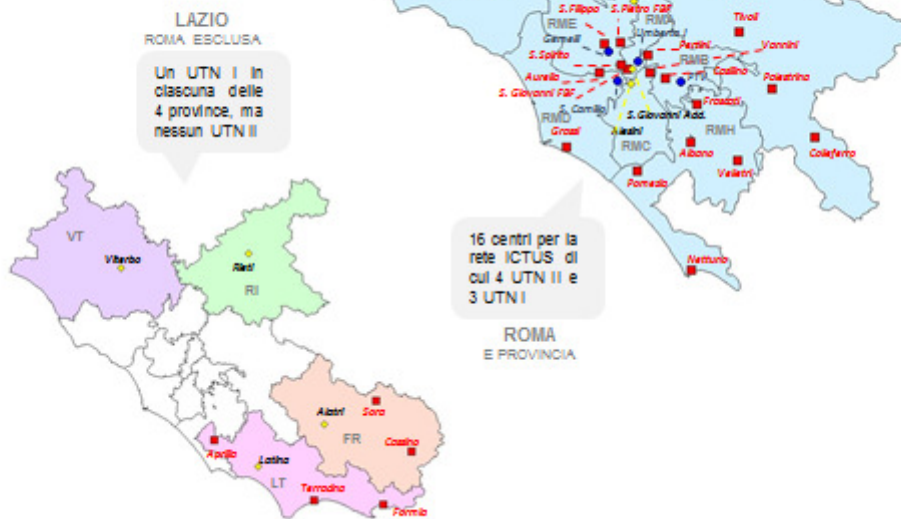 LAZIO
ROMA ESCLUSA
Un UTN I in
ciascuna delle
4 province, ma
nessun UTN II
S.Filippo
S.Pietro FBF
RME
RMA
Tivoli
Gemelli
Umberto I
Pertini
Vannini
S.Spirito
RMB
Aurelia
Casilino
Palestrina
S. Giovanni FBF
PTV
S. Camillo
Frascati
RMD
S.Giovanni Add.
Grassi
RMH
RMC
Albano
Colleferro
Velletri
Pomezia
VT
Viterbo
Rieti
RI
16 centri per la
rete ICTUS di
cui 4 UTN II e
3 UTN I
Nettuno
ROMA
E PROVINCIA
Alatri
Sora
FR
Cassino
Aprilia
Latina
LT
Terracina
Formia